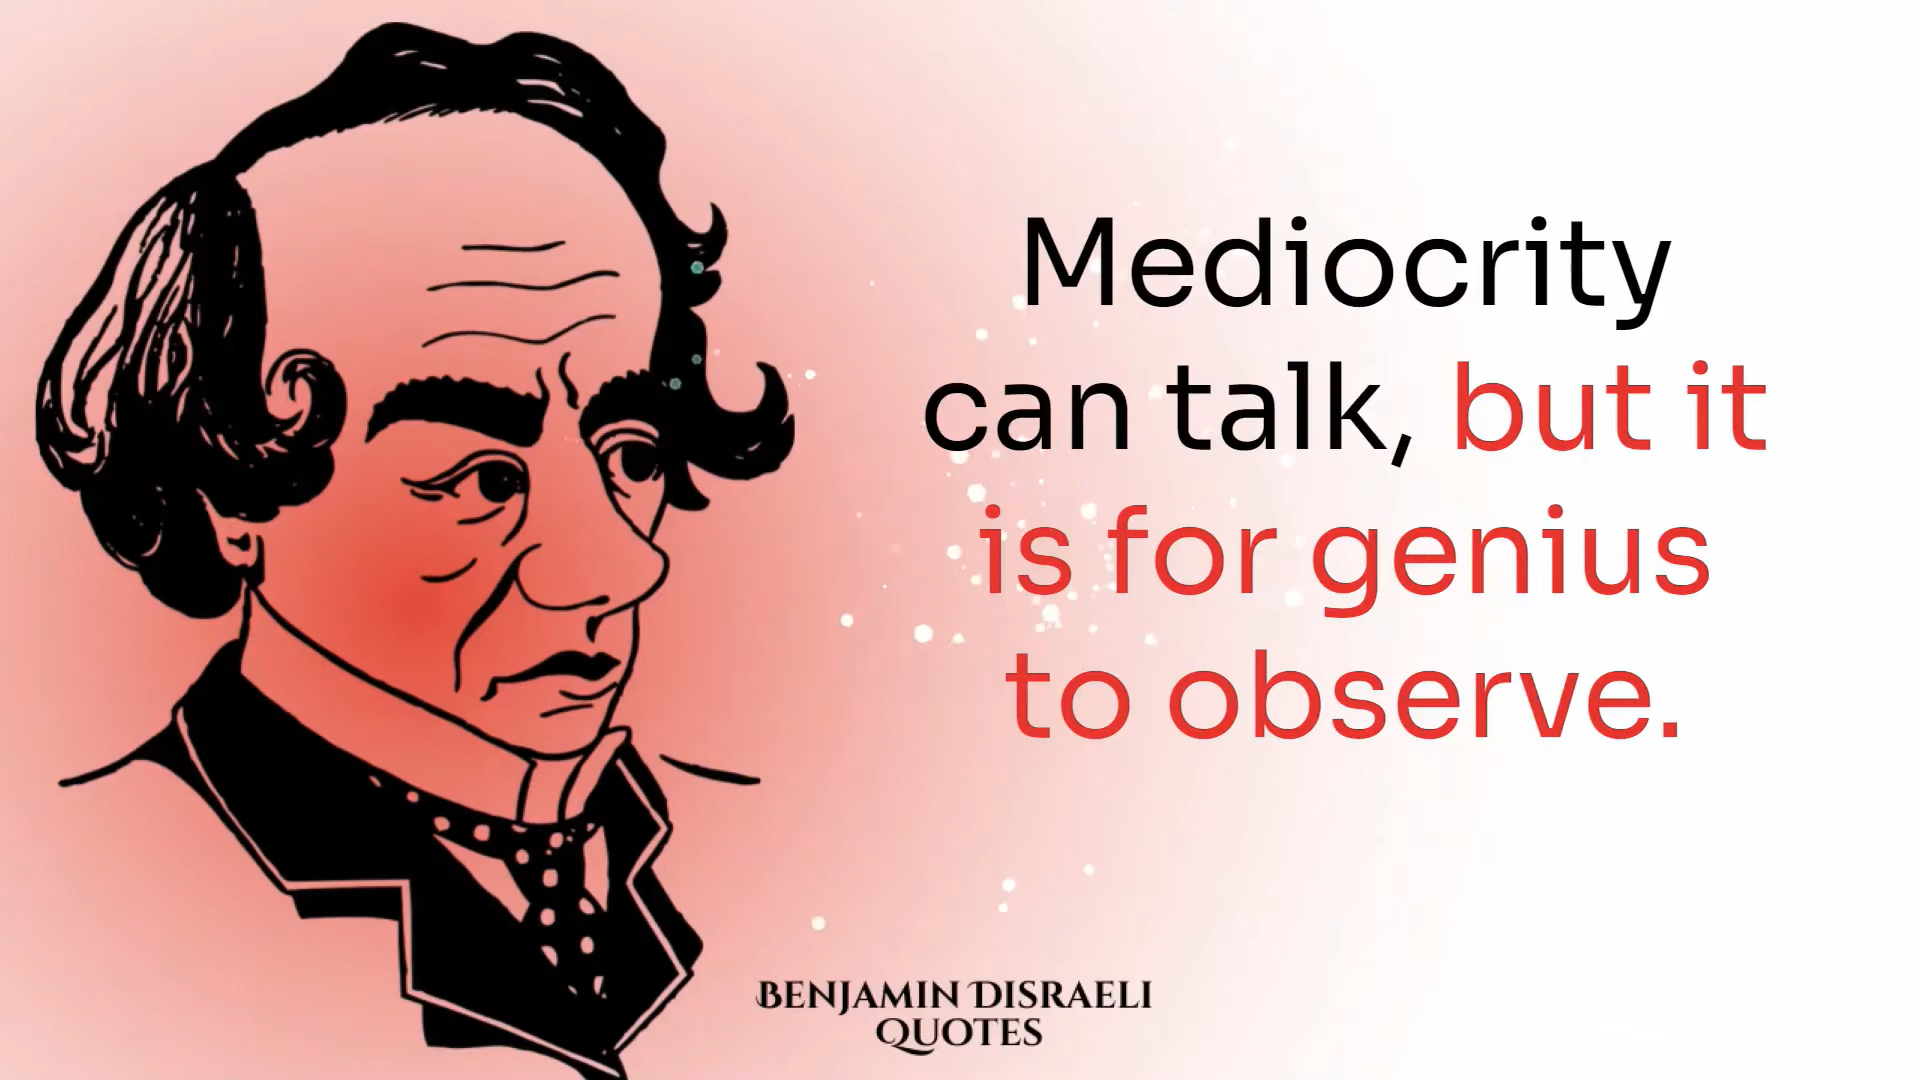 Mediocrity
can talk, but it
is for genius
to observe.
BENJAMIN DISRAELI
QUOTES